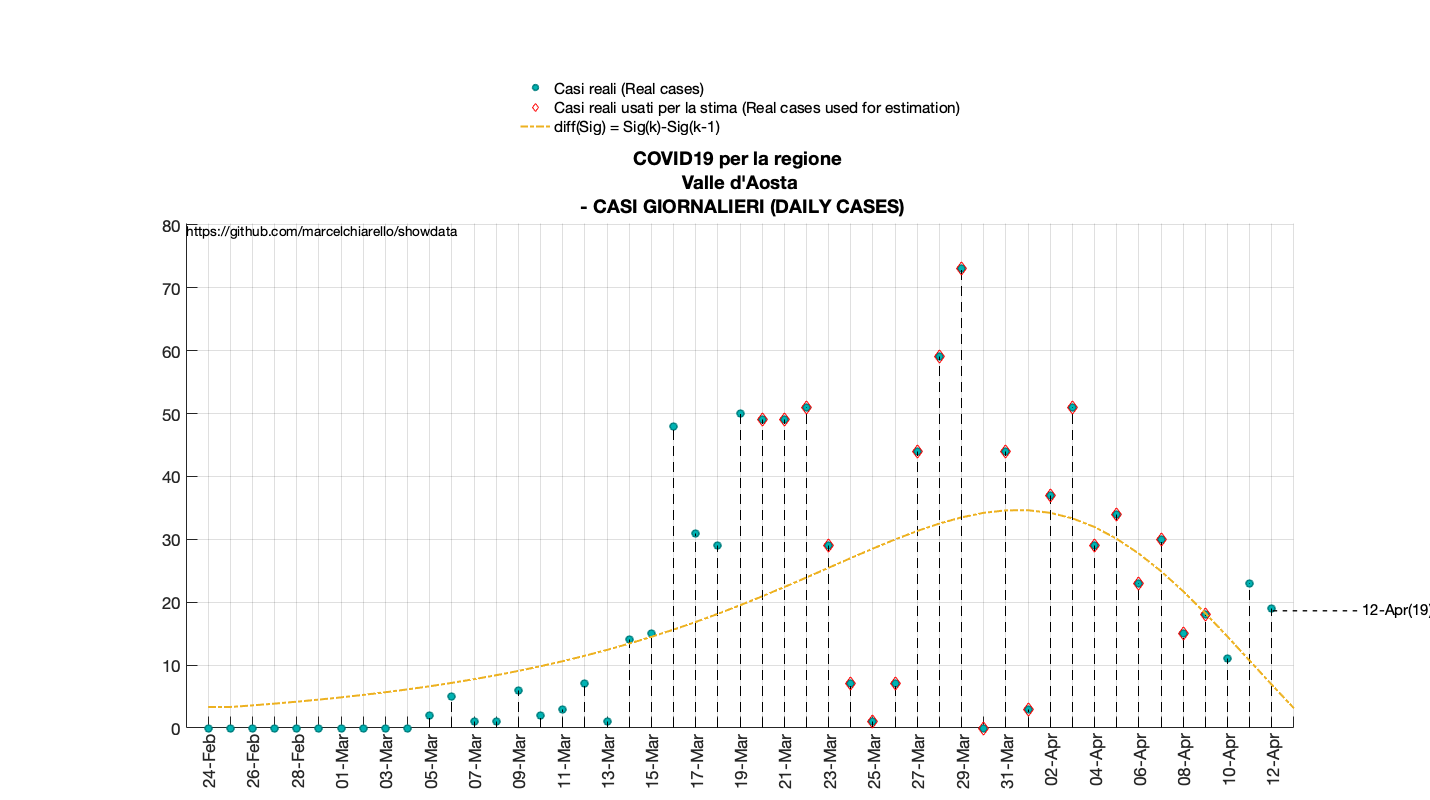 Casi reali (Real cases)
Casi reali usati per la stima (Real cases used for estimation)
diff(Sig) = Sig(k)-Sig(k-1)
COVID19 per la regione
Valle d'Aosta
- CASI GIORNALIERI (DAILY CASES)
https://github.com/marcelchiarello/showdata
80
70
60
50
40
30
20
10
0
12-Apr(19)
24-Feb
26-Feb
28-Feb
01-Mar
03-Mar
05-Mar
07-Mar
09-Mar
11-Mar
13-Mar
15-Mar
17-Mar
19-Mar
21-Mar
23-Mar
25-Mar
27-Mar
29-Mar
31-Mar
02-Apr
04-Apr
06-Apr
08-Apr
10-Apr
12-Apr